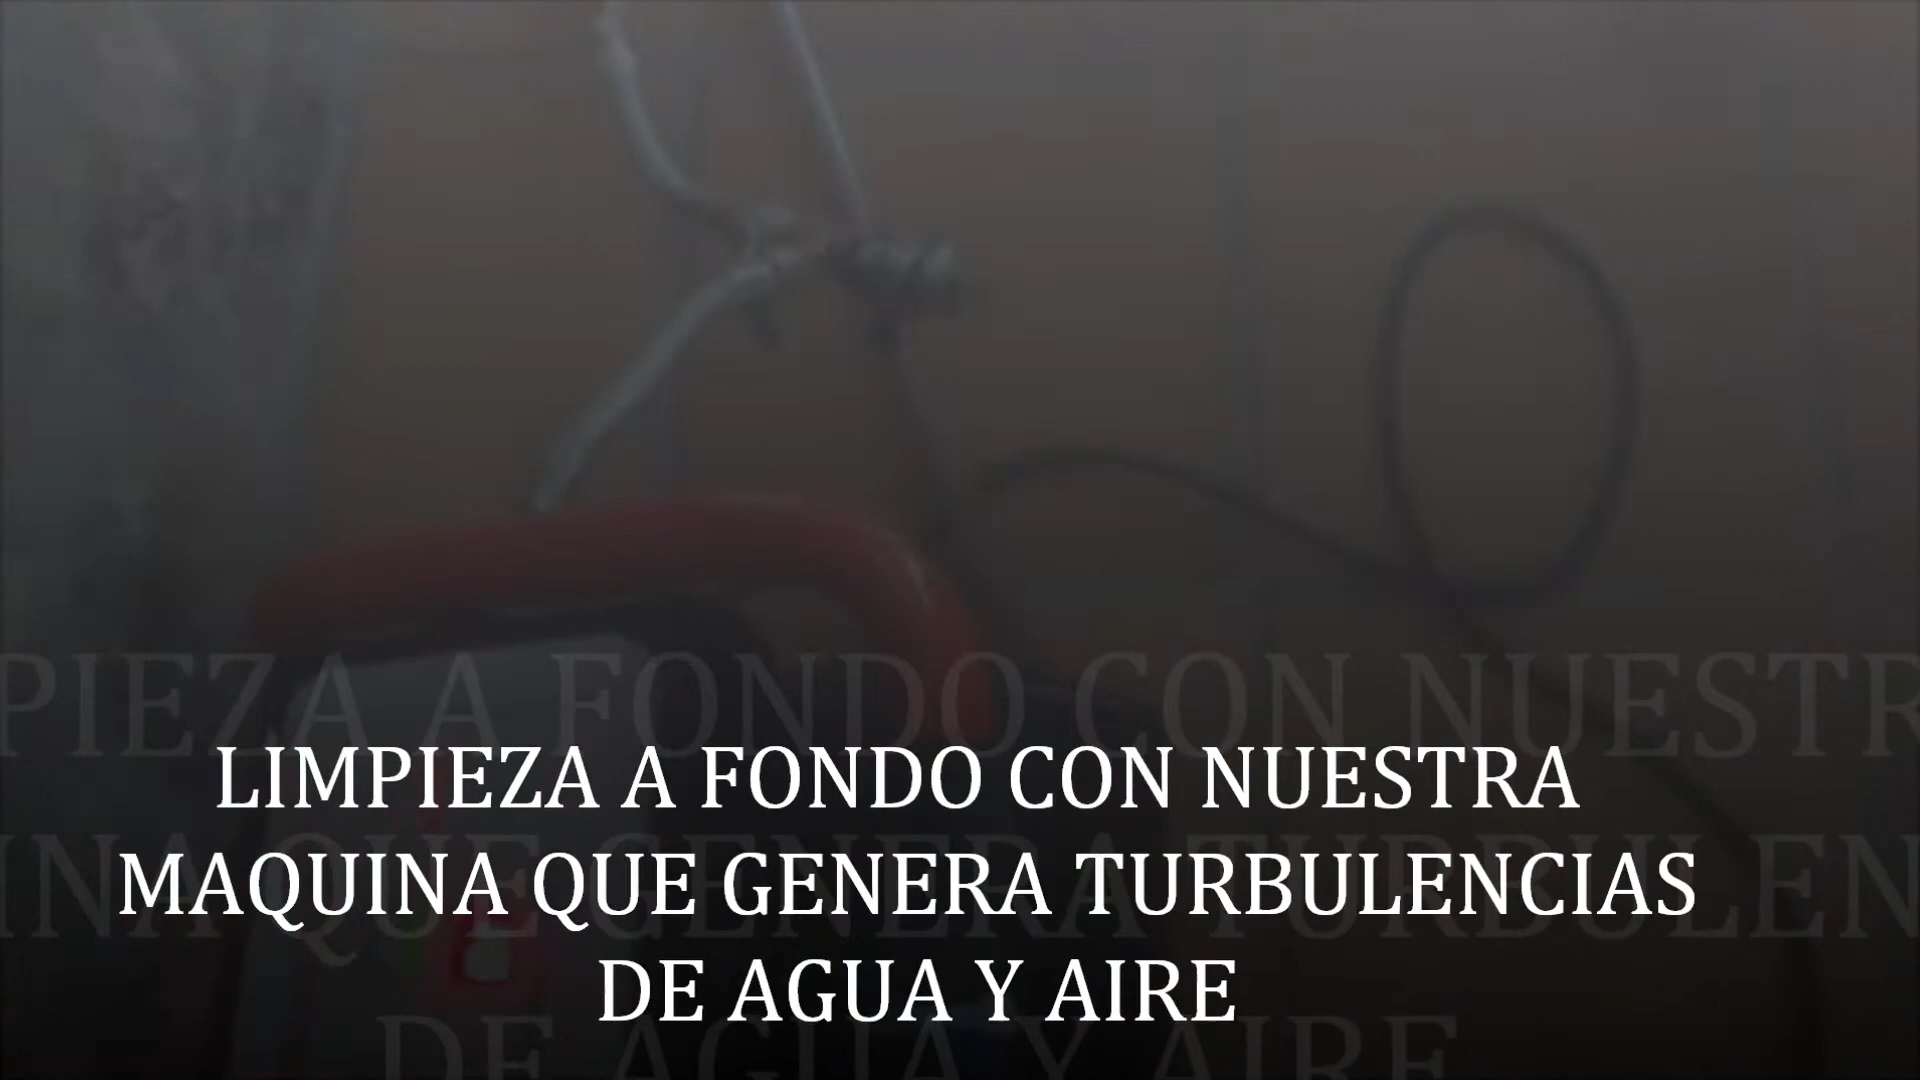 LIMPIEZA A FONDO CON NUESTRA
MAQUINA QUE GENERA TURBULENCIAS
DE AGUA Y AIRE